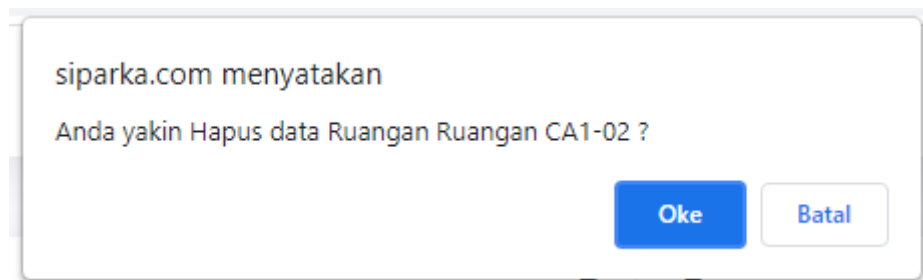 siparka.com menyatakan
Anda yakin Hapus data Ruangan Ruangan CA1-02 ?
Oke Batal